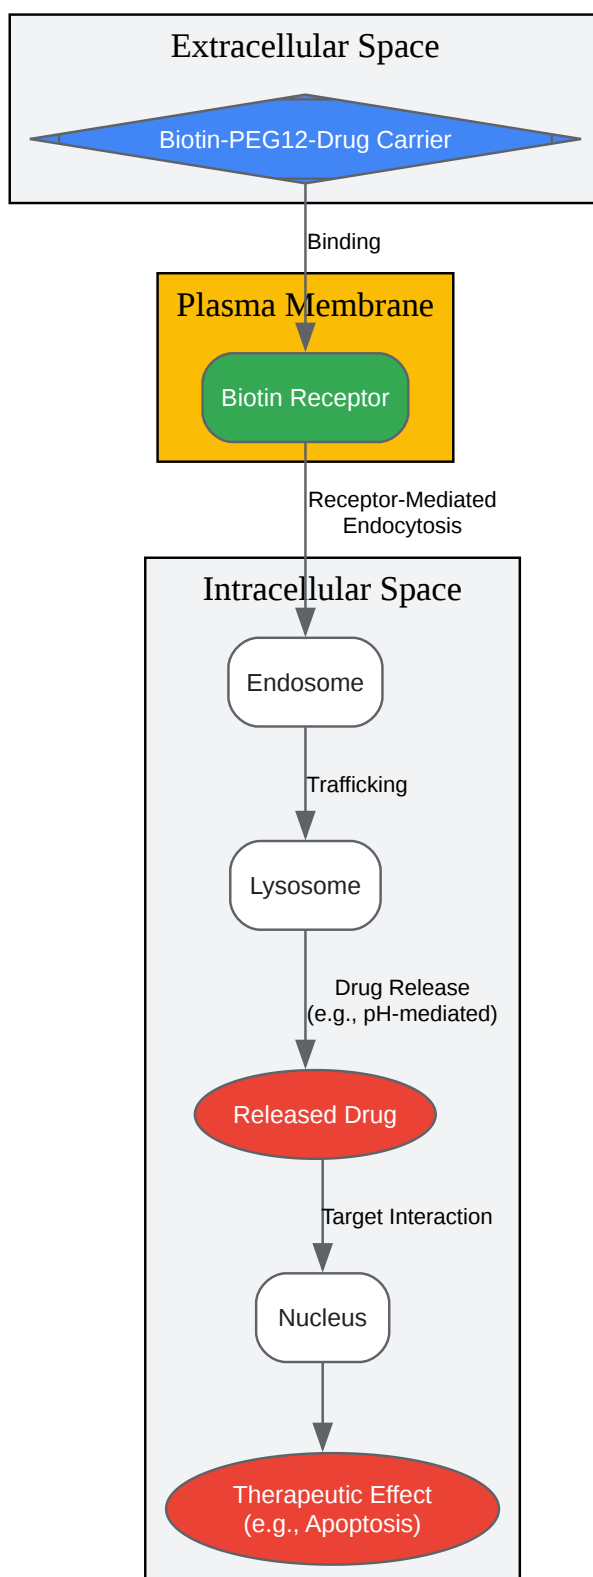 Extracellular Space
Biotin-PEG12-Drug Carrier
Binding
Plasma Membrane
Biotin Receptor
Receptor-Mediated
Endocytosis
Intracellular Space
Endosome
Trafficking
Lysosome
Drug Release
(e.g., pH-mediated)
Released Drug
Target Interaction
Nucleus
Therapeutic Effect
(e.g., Apoptosis)